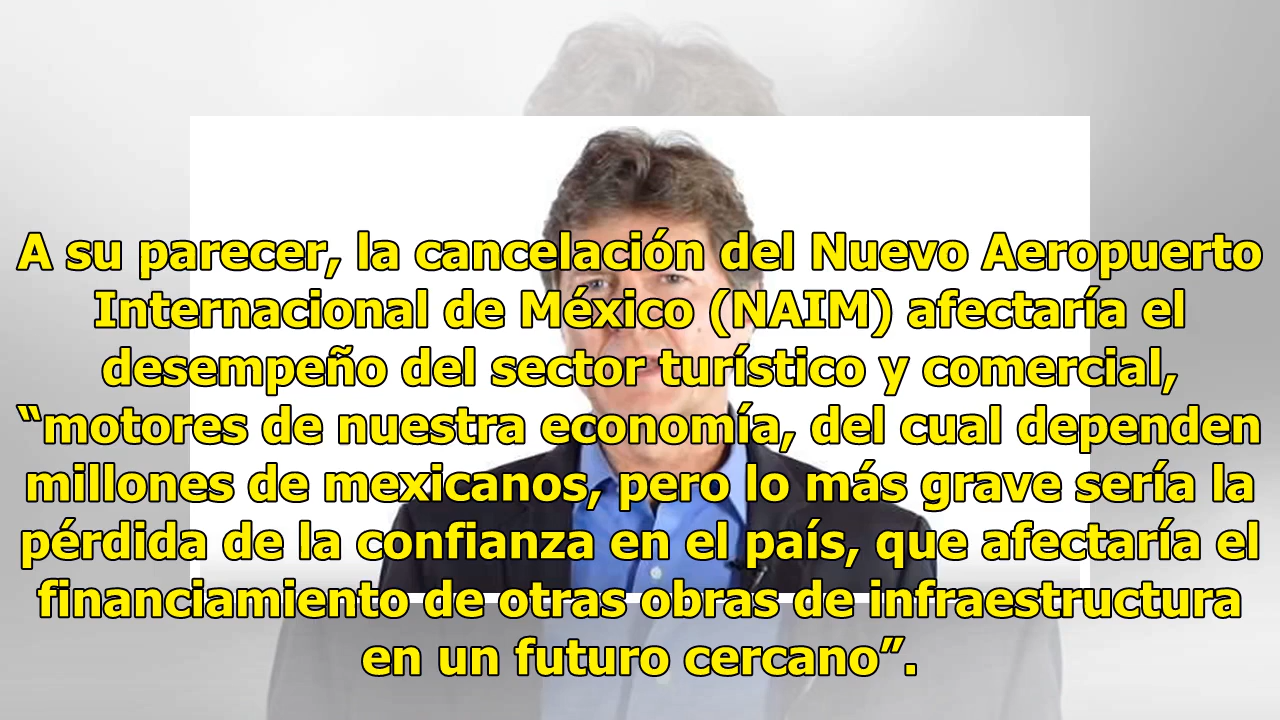 A su parecer, la cancelación del Nuevo Aeropuerto
Internacional de México (NAIM) afectaría el
desempeño del sector turístico y comercial,
“motores de nuestra economía, del cual dependen
millones de mexicanos, pero lo más grave sería la
pérdida de la confianza en el país, que afectaría el
financiamiento de otras obras de infraestructura
en un futuro cercano”.